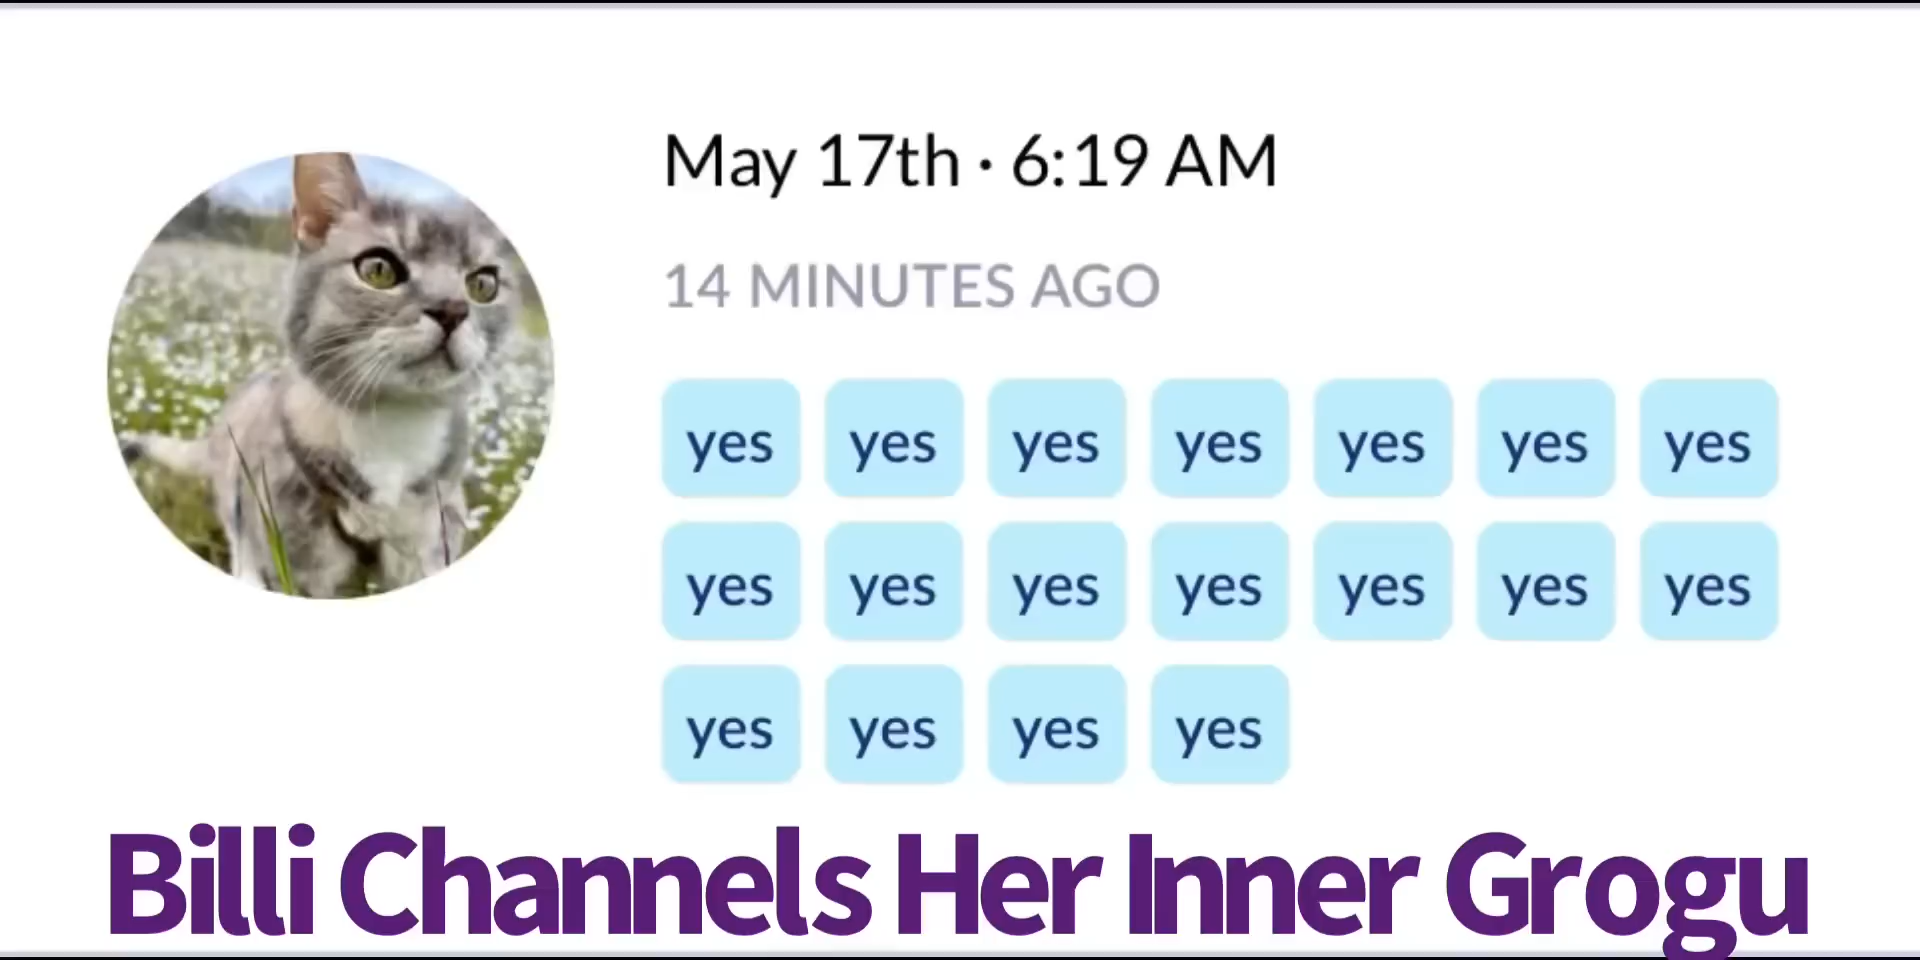 May 17th · 6:19 AM
14 MINUTES AGO
yes yes yes yes yes yes yes
yes yes yes yes yes yes yes
yes yes yes yes
Billi Channels Her Inner Grogu